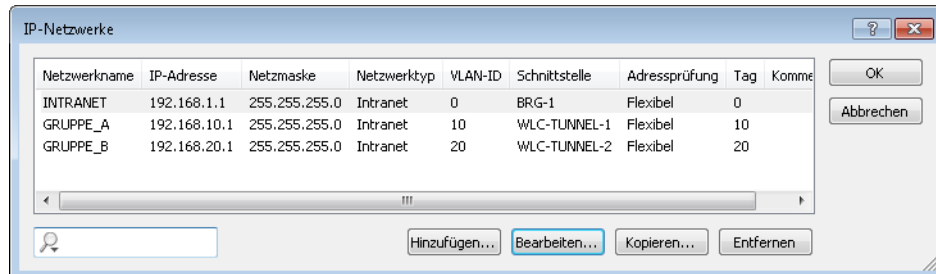 IP-Netzwerke
Netzwerkname IP-Adresse Netzmaske Netzwerktyp VLAN-ID Schnittstelle Adressprüfung Tag Komme
INTRANET 192.168.1.1 255.255.255.0 Intranet 0 BRG-1 Flexibel 0
GRUPPE_A 192.168.10.1 255.255.255.0 Intranet 10 WLC-TUNNEL-1 Flexibel 10
GRUPPE_B 192.168.20.1 255.255.255.0 Intranet 20 WLC-TUNNEL-2 Flexibel 20
OK
Abbrechen
Hinzufügen... Bearbeiten... Kopieren... Entfernen